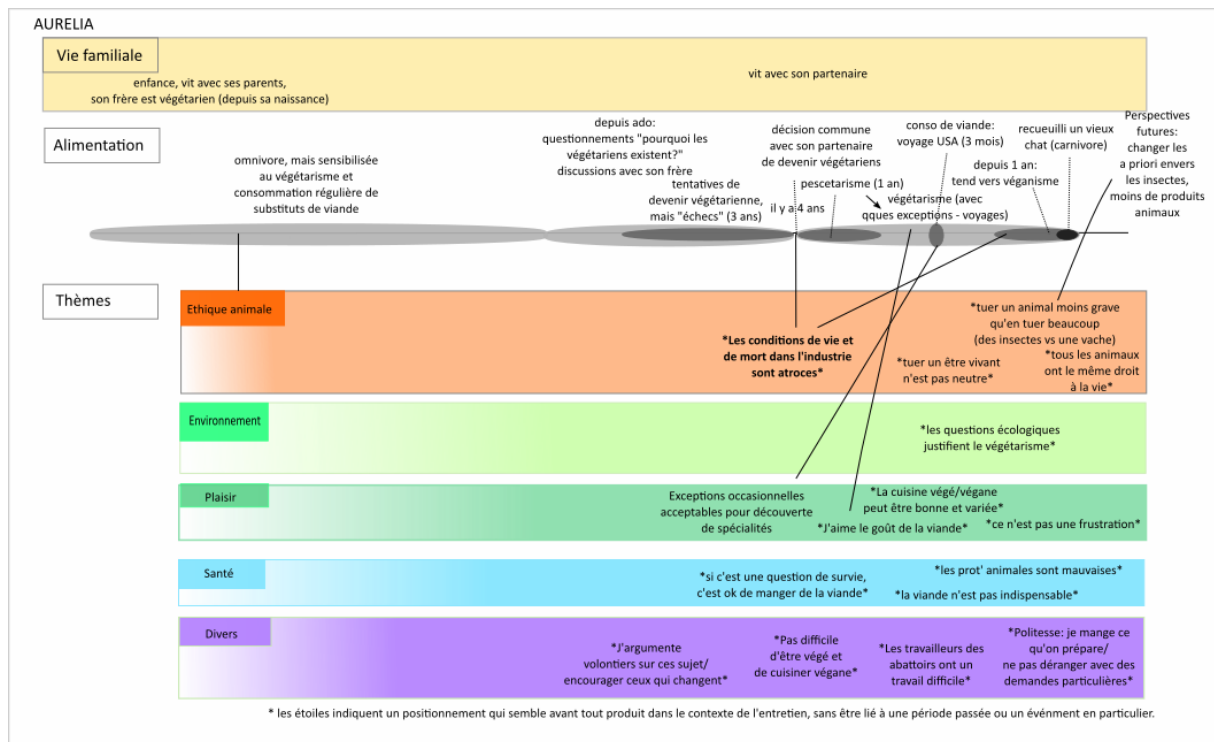 AURELIA
Vie familiale
enfance, vit avec ses parents,
son frère est végétarien (depuis sa naissance)
vit avec son partenaire
Alimentation
omnivore, mais sensibilisée
au végétarisme et
consommation régulière de
substituts de viande
depuis ado:
questionnements "pourquoi les
végétariens existent?"
discussions avec son frère
tentatives de
devenir végétarienne,
mais "échecs" (3 ans)
décision commune
avec son partenaire
de devenir végétariens
il y a 4 ans
pescetarisme (1 an)
végétarisme (avec
qques exceptions - voyages)
conso de viande:
voyage USA (3 mois)
depuis 1 an:
tend vers véganisme
recueuilli un vieux
chat (carnivore)
Perspectives
futures:
changer les
a priori envers
les insectes,
moins de produits
animaux
Thèmes
Ethique animale
*Les conditions de vie et
de mort dans l'industrie
sont atroces*
*tuer un être vivant
n'est pas neutre*
*tuer un animal moins grave
qu'en tuer beaucoup
(des insectes vs une vache)
*tous les animaux
ont le même droit
à la vie*
Environnement
*les questions écologiques
justifient le végétarisme*
Plaisir
Exceptions occasionnelles
acceptables pour découverte
de spécialités
*La cuisine végé/végane
peut être bonne et variée*
*J'aime le goût de la viande*
*ce n'est pas une frustration*
Santé
*si c'est une question de survie,
c'est ok de manger de la viande*
*les prot' animales sont mauvaises*
*la viande n'est pas indispensable*
Divers
*J'argumente
volontiers sur ces sujet/
encourager ceux qui changent*
*Pas difficile
d'être végé et
de cuisiner végane*
*Les travailleurs des
abattoirs ont un
travail difficile*
*Politesse: je mange ce
qu'on prépare/
ne pas déranger avec des
demandes particulières*
* les étoiles indiquent un positionnement qui semble avant tout produit dans le contexte de l'entretien, sans être lié à une période passée ou un événment en particulier.